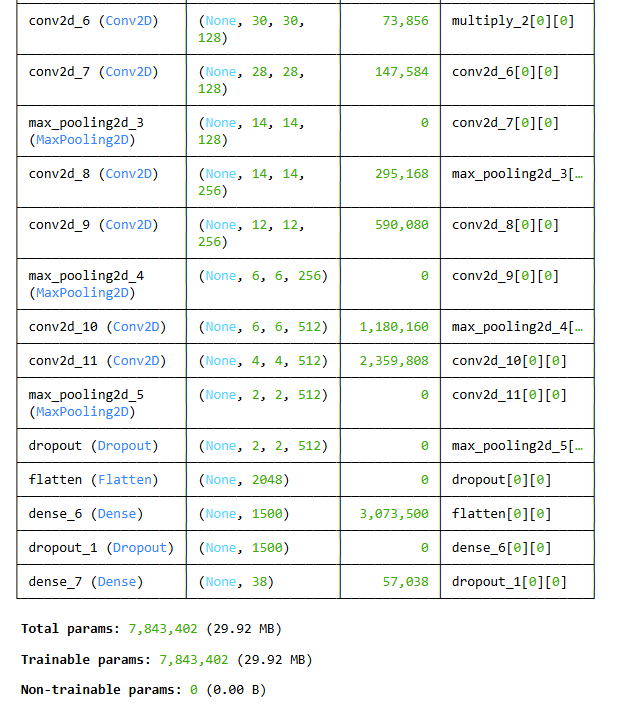 conv2d_6 (Conv2D) (None, 30, 30, 73,856 multiply_2[0][0]
128)
conv2d_7 (Conv2D) (None, 28, 28, 147,584 conv2d_6[0][0]
128)
max_pooling2d_3 (None, 14, 14, 0 conv2d_7[0][0]
(MaxPooling2D) 128)
conv2d_8 (Conv2D) (None, 14, 14, 295,168 max_pooling2d_3[…
256)
conv2d_9 (Conv2D) (None, 12, 12, 590,080 conv2d_8[0][0]
256)
max_pooling2d_4 (None, 6, 6, 256) 0 conv2d_9[0][0]
(MaxPooling2D)
conv2d_10 (Conv2D) (None, 6, 6, 512) 1,180,160 max_pooling2d_4[…
conv2d_11 (Conv2D) (None, 4, 4, 512) 2,359,808 conv2d_10[0][0]
max_pooling2d_5 (None, 2, 2, 512) 0 conv2d_11[0][0]
(MaxPooling2D)
dropout (Dropout) (None, 2, 2, 512) 0 max_pooling2d_5[…
flatten (Flatten) (None, 2048) 0 dropout[0][0]
dense_6 (Dense) (None, 1500) 3,073,500 flatten[0][0]
dropout_1 (Dropout) (None, 1500) 0 dense_6[0][0]
dense_7 (Dense) (None, 38) 57,038 dropout_1[0][0]
Total params: 7,843,402 (29.92 MB)
Trainable params: 7,843,402 (29.92 MB)
Non-trainable params: 0 (0.00 B)